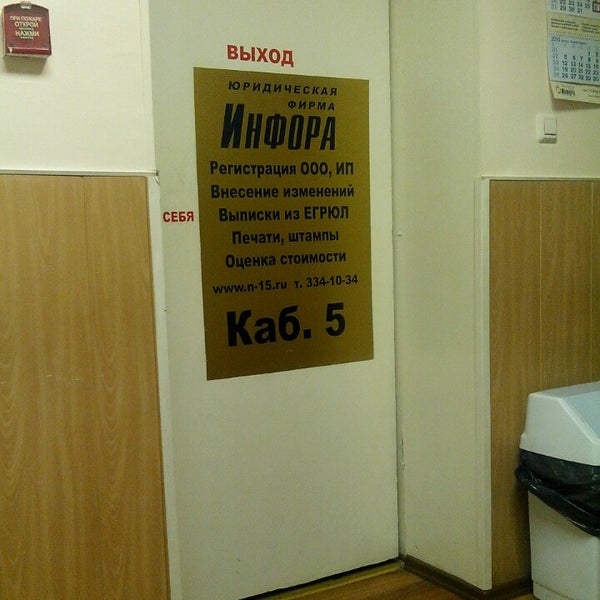 ПРИ ПОЖАРЕ
ОТКРОЙ
НАЖМИ
ВЫХОД
ЮРИДИЧЕСКАЯ
ФИРМА
ИНФОРА
Регистрация ООО, ИП
Внесение изменений
Выписки из ЕГРЮЛ
Печати, штампы
Оценка стоимости
www.n-15.ru т. 334-10-34
Каб. 5
СЕБЯ